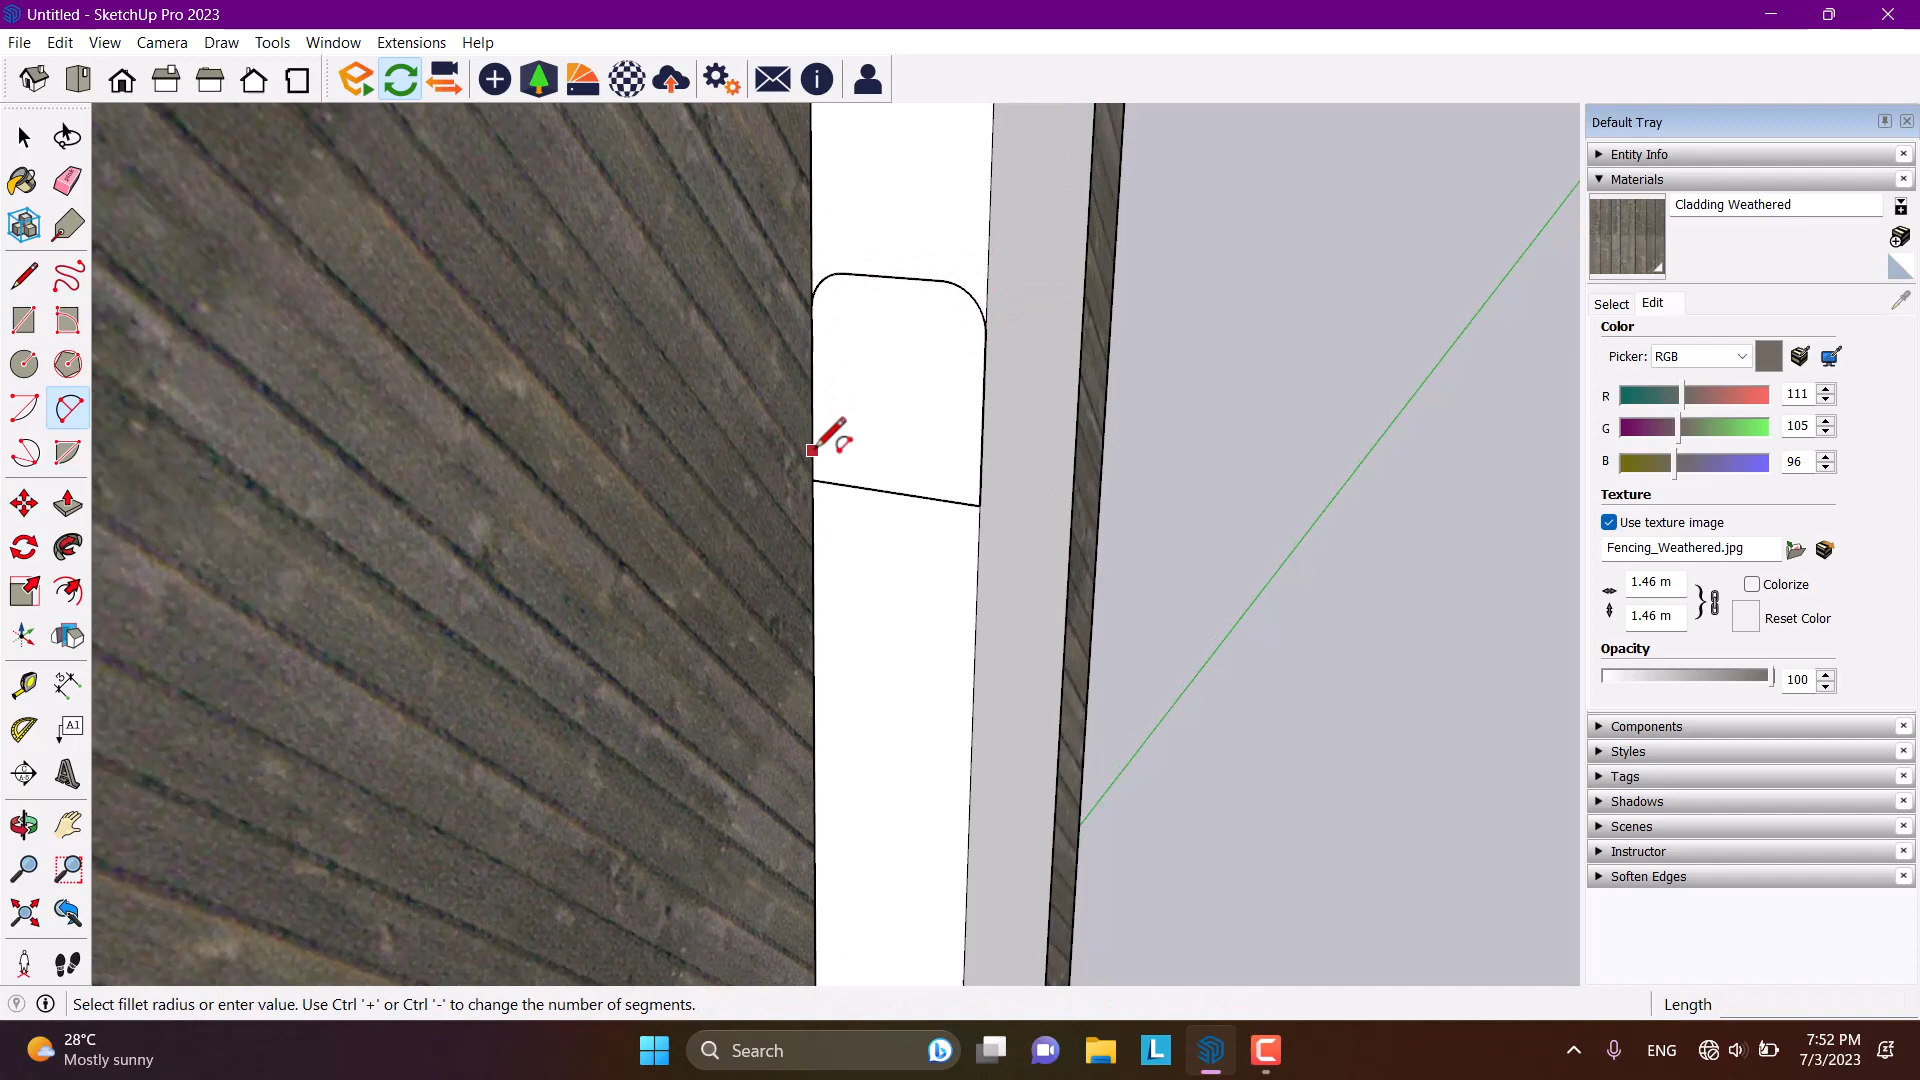 Untitled - SketchUp Pro 2023
File Edit View Camera Draw Tools Window Extensions Help
Default Tray
Entity Info
Materials
Cladding Weathered
Select Edit
Color
Picker: RGB
R 111
G 105
B 96
Texture
Use texture image
Fencing_Weathered.jpg
1.46 m
Colorize
1.46 m
Reset Color
Opacity
100
Components
Styles
Tags
Shadows
Scenes
Instructor
Soften Edges
A1
Select fillet radius or enter value. Use Ctrl '+' or Ctrl '-' to change the number of segments.
Length
28°C
Mostly sunny
Search
L
ENG
7:52 PM
7/3/2023